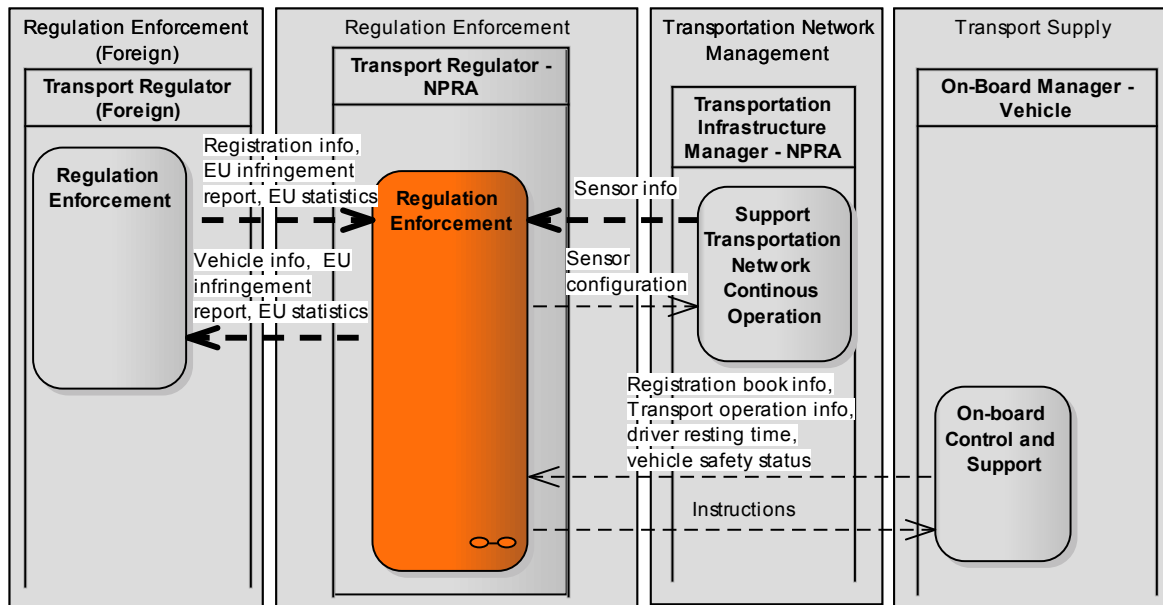 Regulation Enforcement
(Foreign)
Transport Regulator
(Foreign)
Regulation
Enforcement
Registration info,
EU infringement
report, EU statistics
Vehicle info, EU
infringement
report, EU statistics
Regulation Enforcement
Transport Regulator -
NPRA
Regulation
Enforcement
Sensor info
Sensor
configuration
Transportation Network
Management
Transportation
Infrastructure
Manager - NPRA
Support
Transportation
Network
Continous
Operation
Registration book info,
Transport operation info,
driver resting time,
vehicle safety status
Instructions
Transport Supply
On-Board Manager -
Vehicle
On-board
Control and
Support